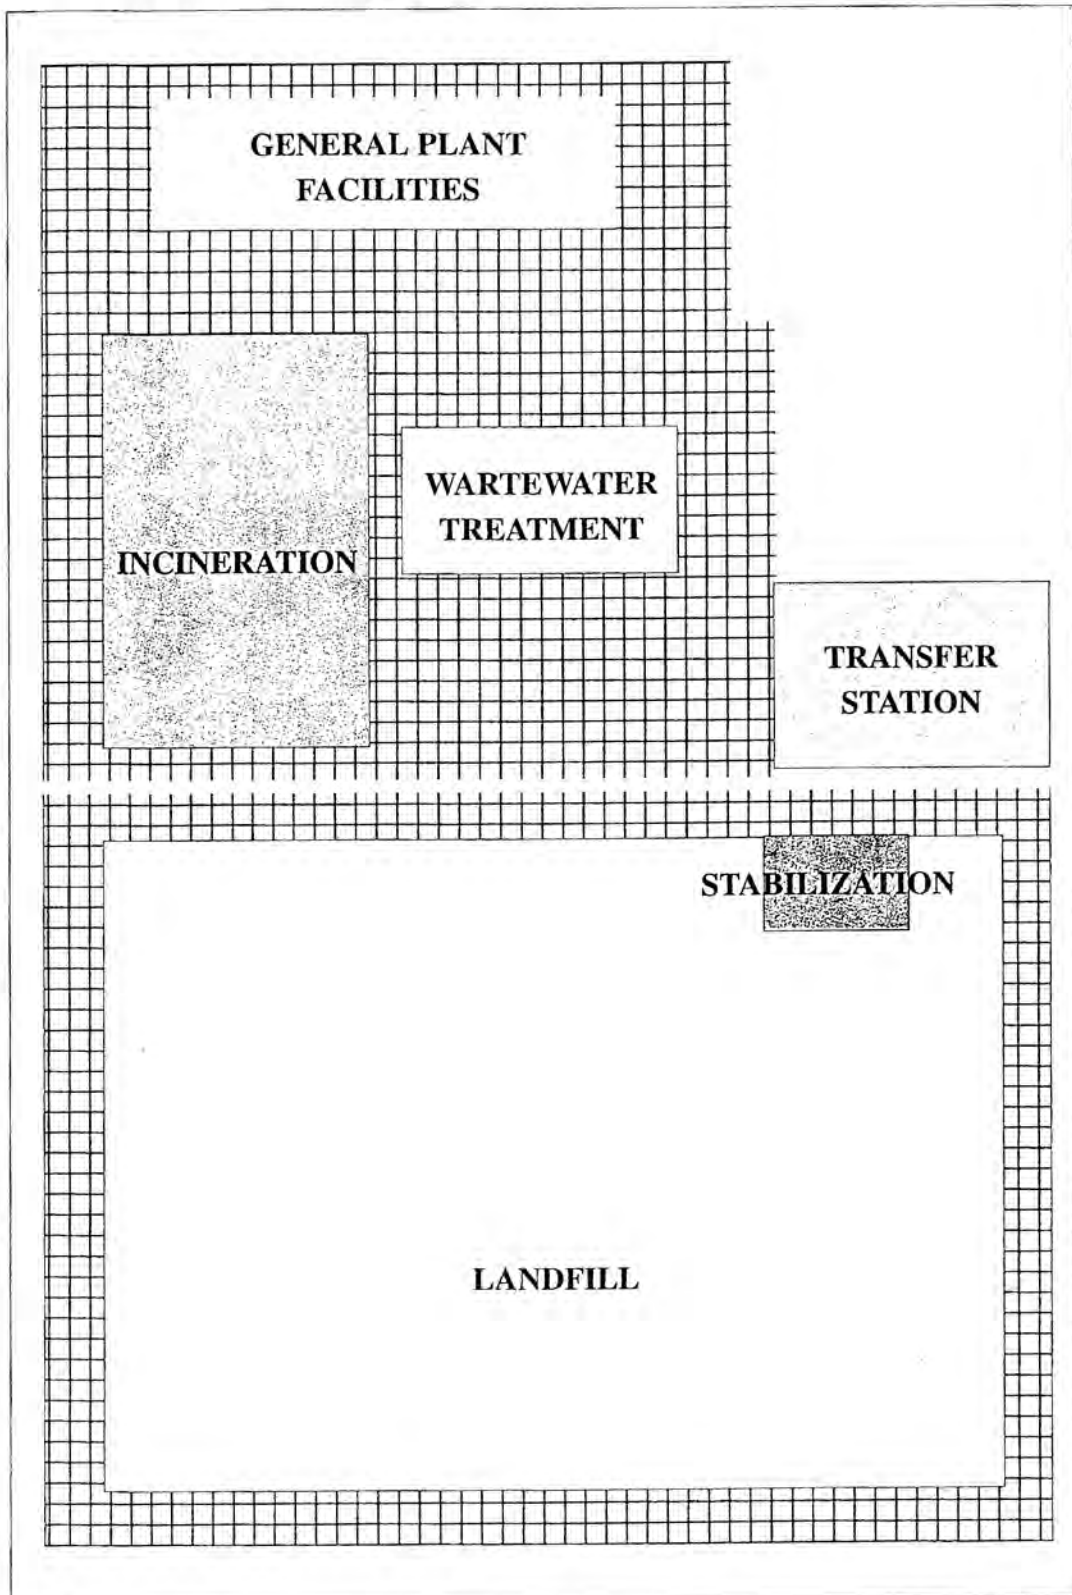 GENERAL PLANT
FACILITIES
WARTEWATER
TREATMENT
INCINERATION
TRANSFER
STATION
STABILIZATION
LANDFILL